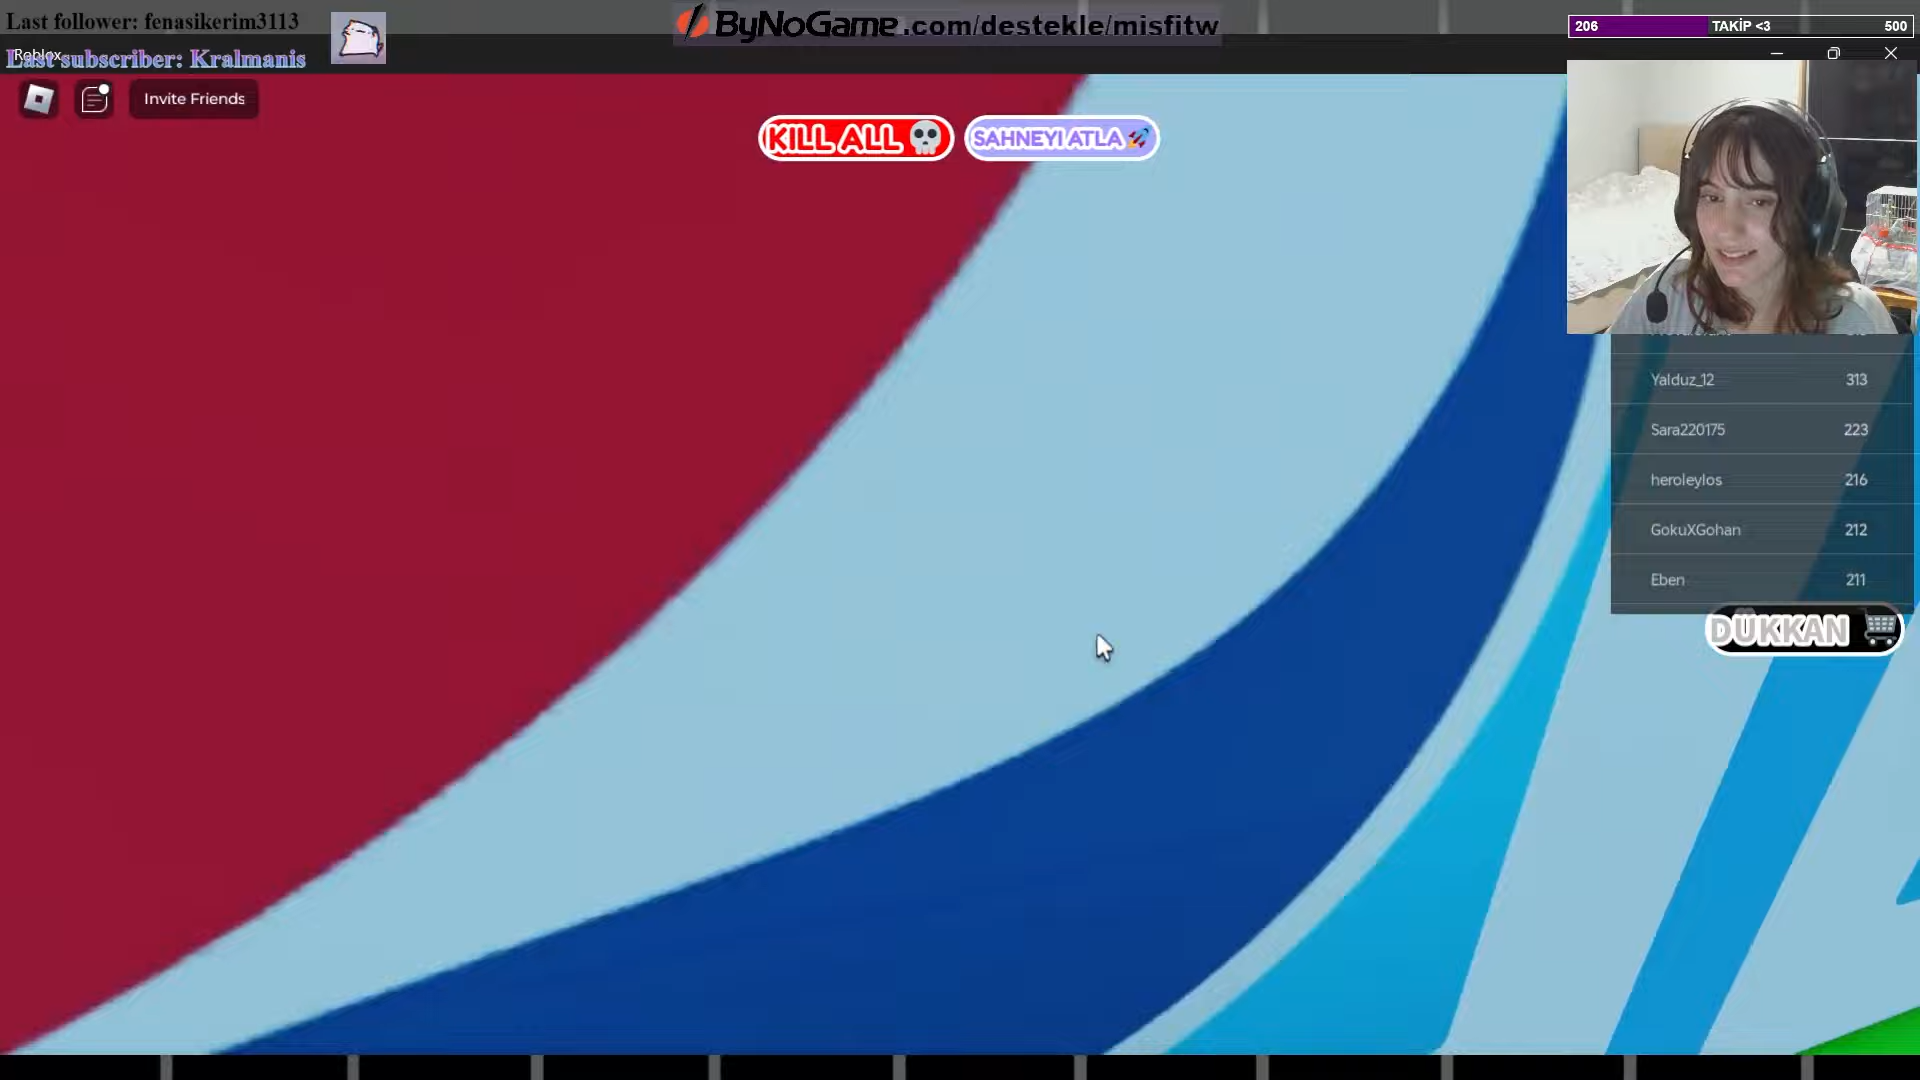 Last follower: fenasikerim3113
ByNoGame.com/destekle/misfitw
206 TAKİP <3 500
Roblox
Last subscriber: Kralmanis
Invite Friends
KILL ALL
SAHNEYI ATLA
Yalduz_12 313
Sara220175 223
heroleylos 216
GokuXGohan 212
Eben 211
DÜKKAN